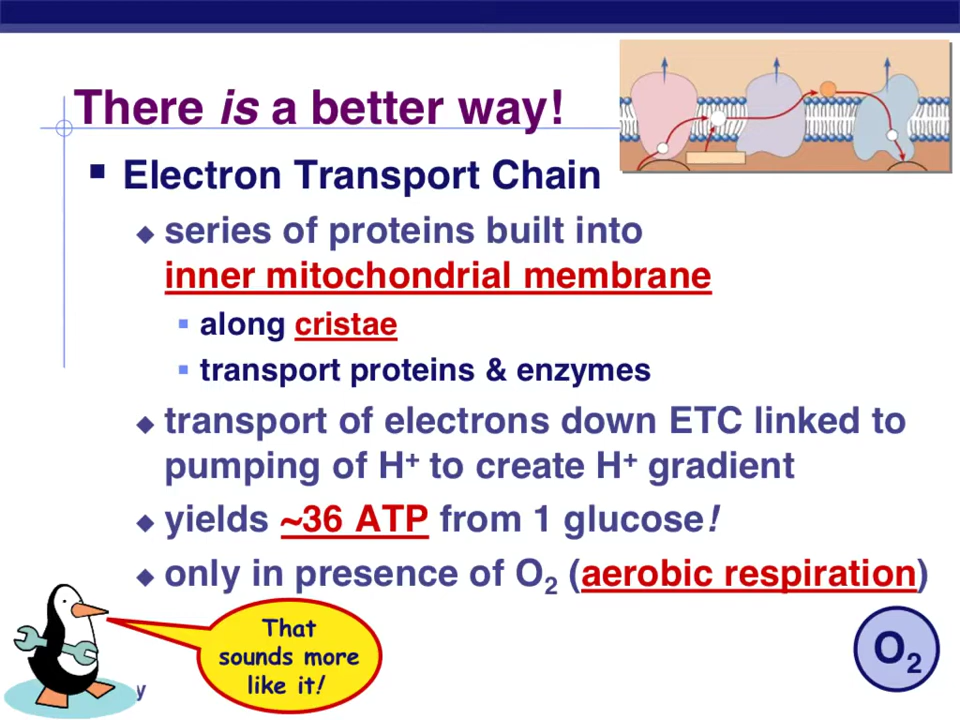 There is a better way!
Electron Transport Chain
series of proteins built into
inner mitochondrial membrane
along cristae
transport proteins & enzymes
transport of electrons down ETC linked to
pumping of H⁺ to create H⁺ gradient
yields ~36 ATP from 1 glucose!
only in presence of O₂ (aerobic respiration)
That
sounds more
like it!
O₂
y